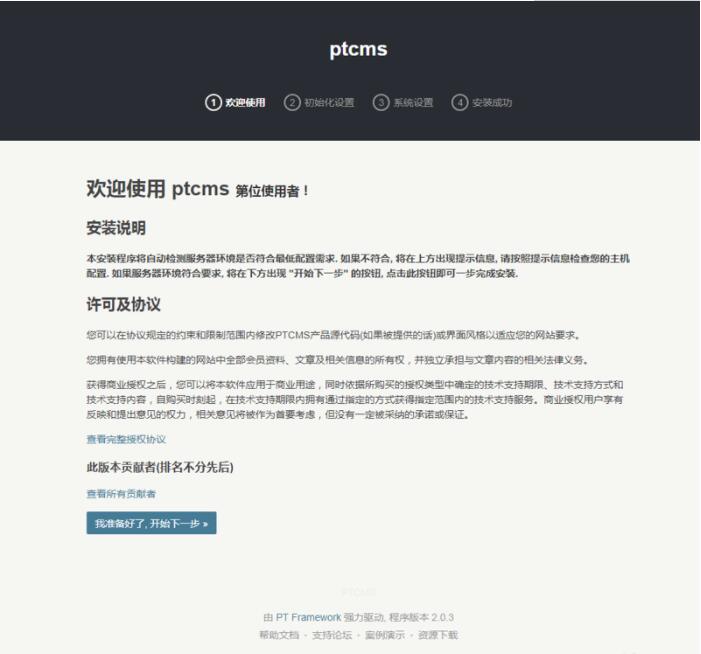 ptcms
1 欢迎使用 2 初始化设置 3 系统设置 4 安装成功
欢迎使用 ptcms 第位使用者！
安装说明
本安装程序将自动检测服务器环境是否符合最低配置需求. 如果不符合, 将在上方出现提示信息, 请按照提示信息检查您的主机
配置. 如果服务器环境符合要求, 将在下方出现 "开始下一步" 的按钮, 点击此按钮即可一步完成安装.
许可及协议
您可以在协议规定的约束和限制范围内修改PTCMS产品源代码(如果被提供的话)或界面风格以适应您的网站要求。
您拥有使用本软件构建的网站中全部会员资料、文章及相关信息的所有权，并独立承担与文章内容的相关法律义务。
获得商业授权之后，您可以将本软件应用于商业用途，同时依据所购买的授权类型中确定的技术支持期限、技术支持方式和
技术支持内容，自购买时刻起，在技术支持期限内拥有通过指定的方式获得指定范围内的技术支持服务。商业授权用户享有
反映和提出意见的权力，相关意见将被作为首要考虑，但没有一定被采纳的承诺或保证。
查看完整授权协议
此版本贡献者(排名不分先后)
查看所有贡献者
我准备好了, 开始下一步 »
PTCMS
由 PT Framework 强力驱动, 程序版本 2.0.3
帮助文档 • 支持论坛 • 案例演示 • 资源下载